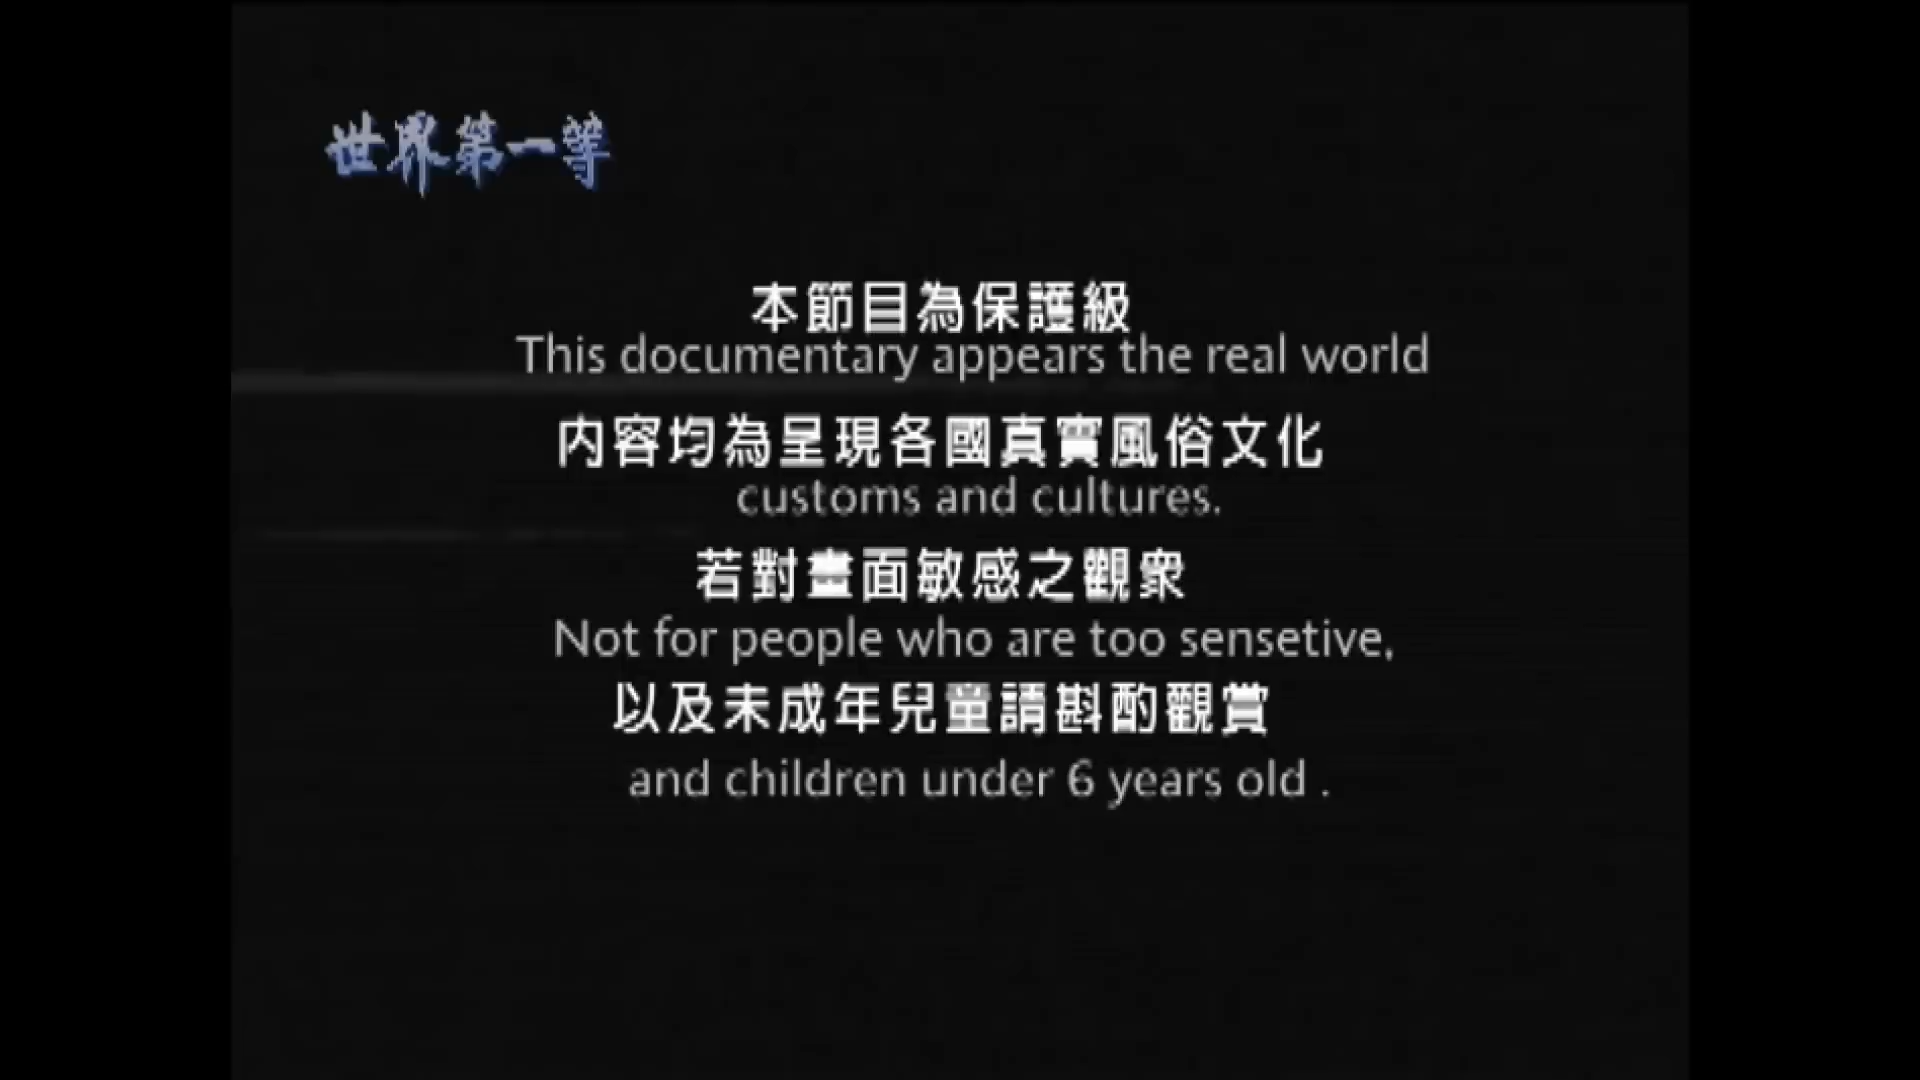 世界第一等
本節目為保護級
This documentary appears the real world
內容均為呈現各國真實風俗文化
customs and cultures.
若對畫面敏感之觀眾
Not for people who are too sensetive,
以及未成年兒童請斟酌觀賞
and children under 6 years old .